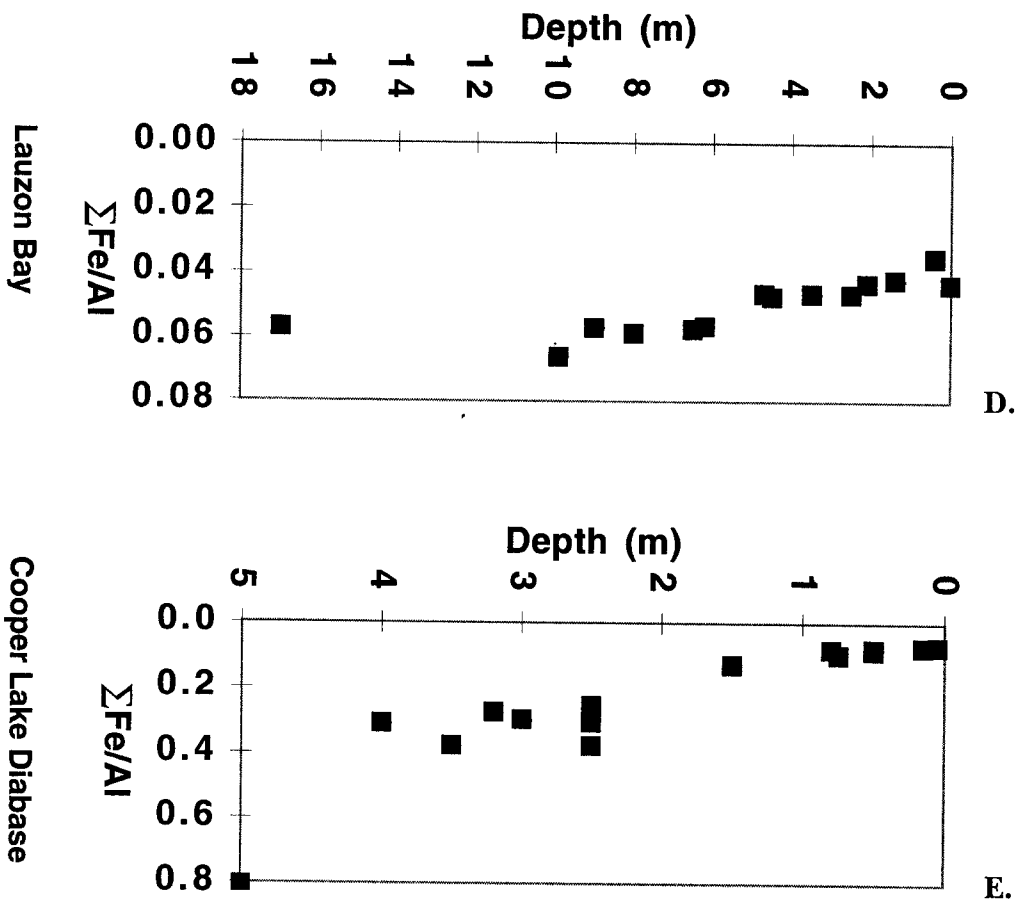 Depth (m)
18 16 14 12 10 8 6 4 2 0
Lauzon Bay
ΣFe/Al
0.00
0.02
0.04
0.06
0.08
D.
Depth (m)
5 4 3 2 1 0
Cooper Lake Diabase
ΣFe/Al
0.0
0.2
0.4
0.6
0.8
E.